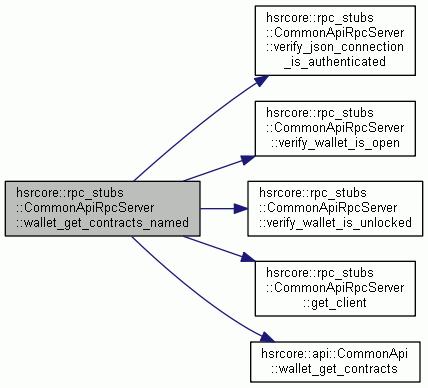 hsrcore::rpc_stubs
::CommonApiRpcServer
::verify_json_connection
_is_authenticated
hsrcore::rpc_stubs
::CommonApiRpcServer
::verify_wallet_is_open
hsrcore::rpc_stubs
::CommonApiRpcServer
::wallet_get_contracts_named
hsrcore::rpc_stubs
::CommonApiRpcServer
::verify_wallet_is_unlocked
hsrcore::rpc_stubs
::CommonApiRpcServer
::get_client
hsrcore::api::CommonApi
::wallet_get_contracts